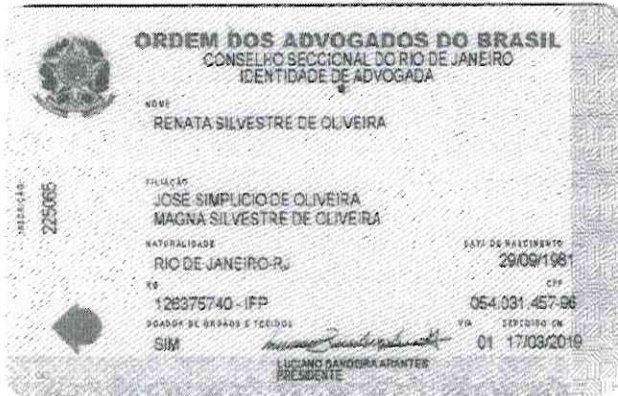 ORDEM DOS ADVOGADOS DO BRASIL
CONSELHO SECCIONAL DO RIO DE JANEIRO
IDENTIDADE DE ADVOGADA
NOME
RENATA SILVESTRE DE OLIVEIRA
INSCRIÇÃO:
225065
FILIAÇÃO
JOSE SIMPLICIO DE OLIVEIRA
MAGNA SILVESTRE DE OLIVEIRA
NATURALIDADE DATA DE NASCIMENTO
RIO DE JANEIRO-RJ 29/09/1981
RG CPF
126375740 - IFP 054.031.457-96
DOADOR DE ÓRGÃOS E TECIDOS VIA EXPEDIDO EM
SIM 01 17/03/2019
LUCIANO BANDEIRA ARANTES
PRESIDENTE